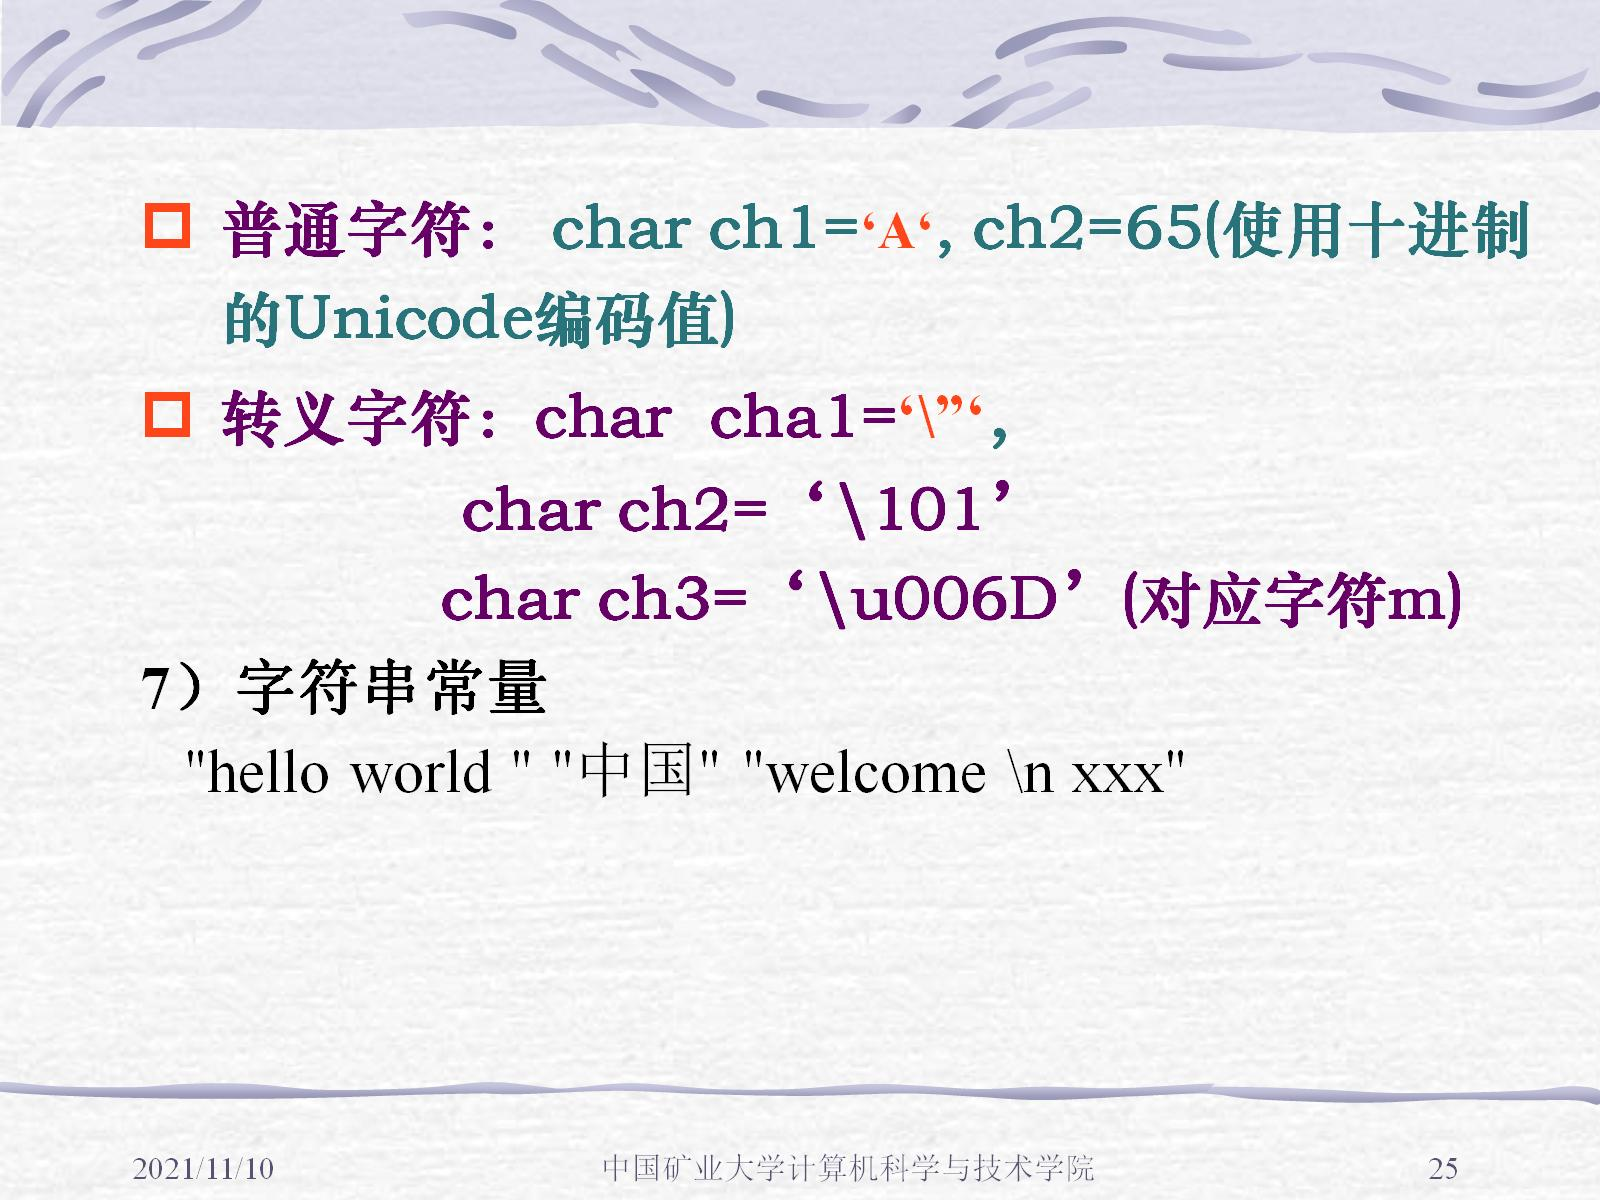 普通字符： char ch1=‘A‘, ch2=65(使用十进制
的Unicode编码值)
转义字符：char cha1=‘\”‘,
char ch2=‘\101’
char ch3=‘\u006D’(对应字符m)
7）字符串常量
"hello world " "中国" "welcome \n xxx"
2021/11/10 中国矿业大学计算机科学与技术学院 25